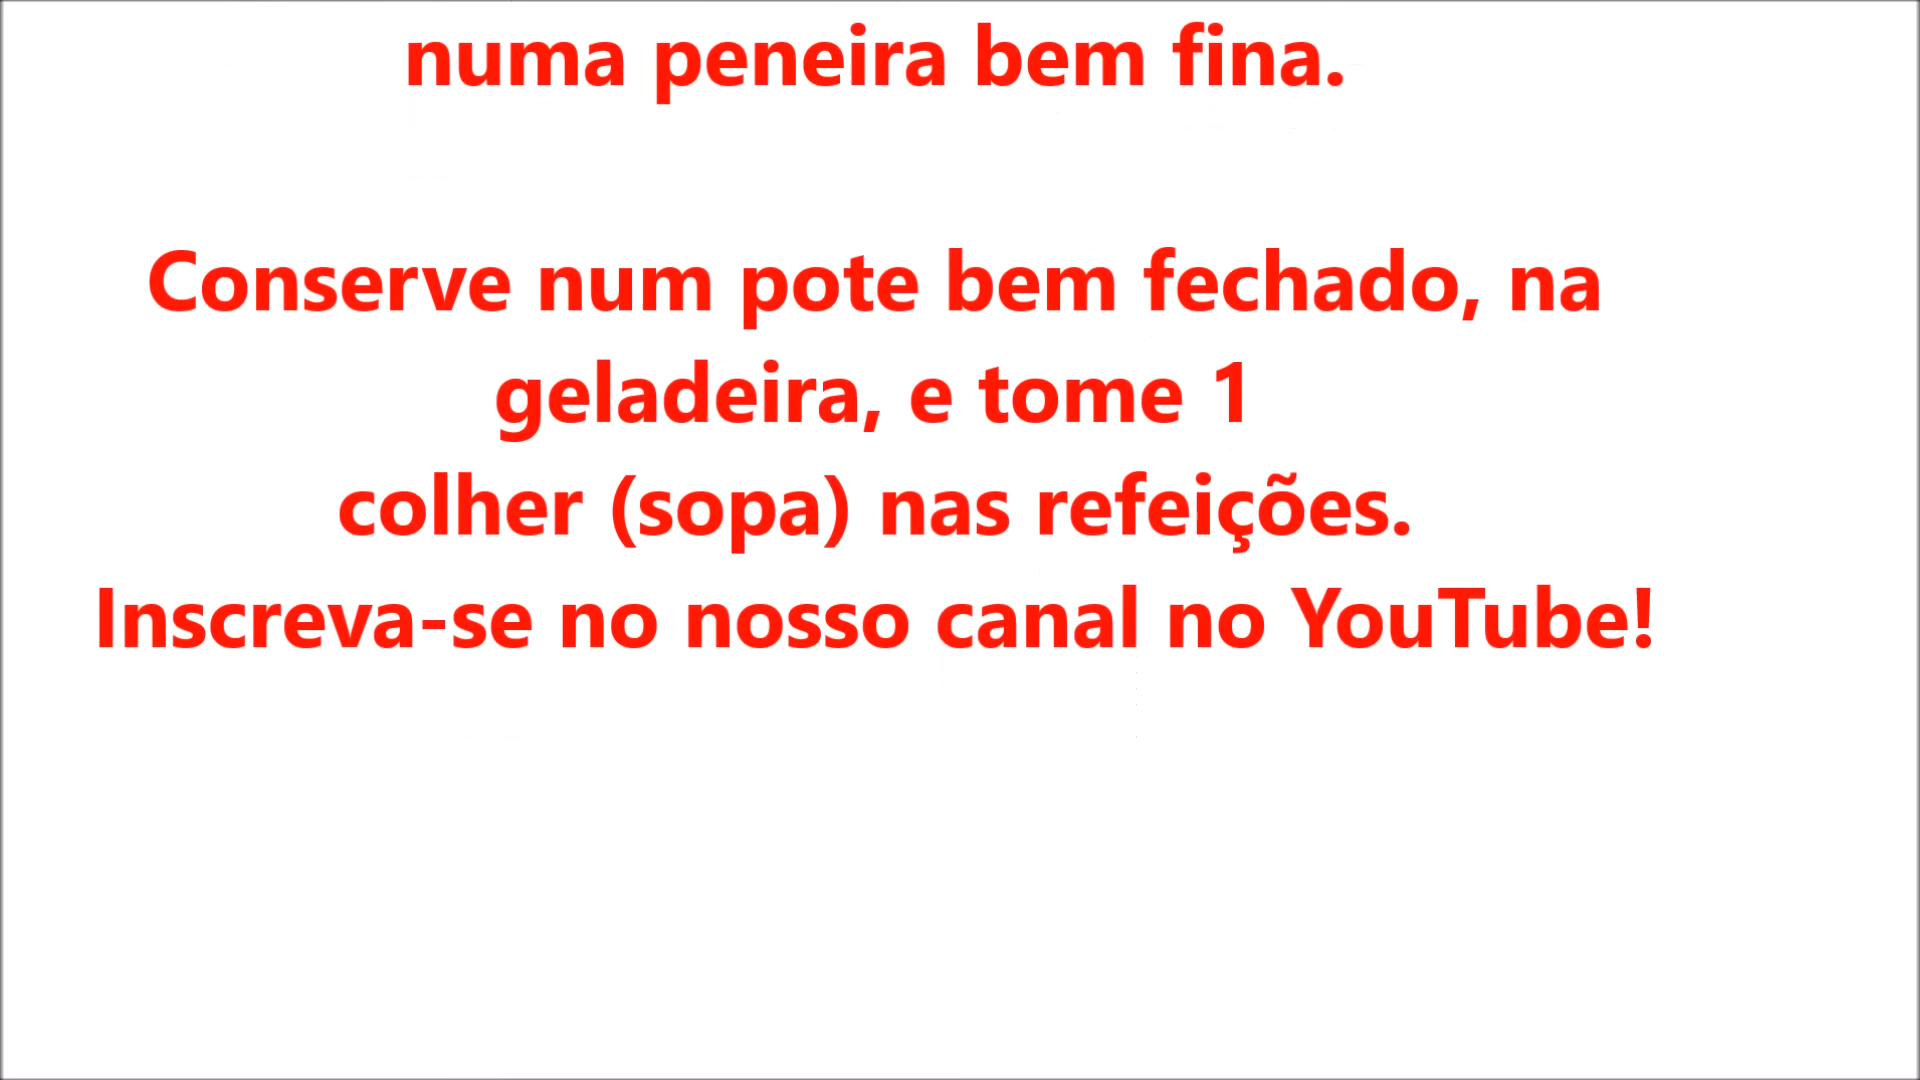 numa peneira bem fina.
Conserve num pote bem fechado, na
geladeira, e tome 1
colher (sopa) nas refeições.
Inscreva-se no nosso canal no YouTube!